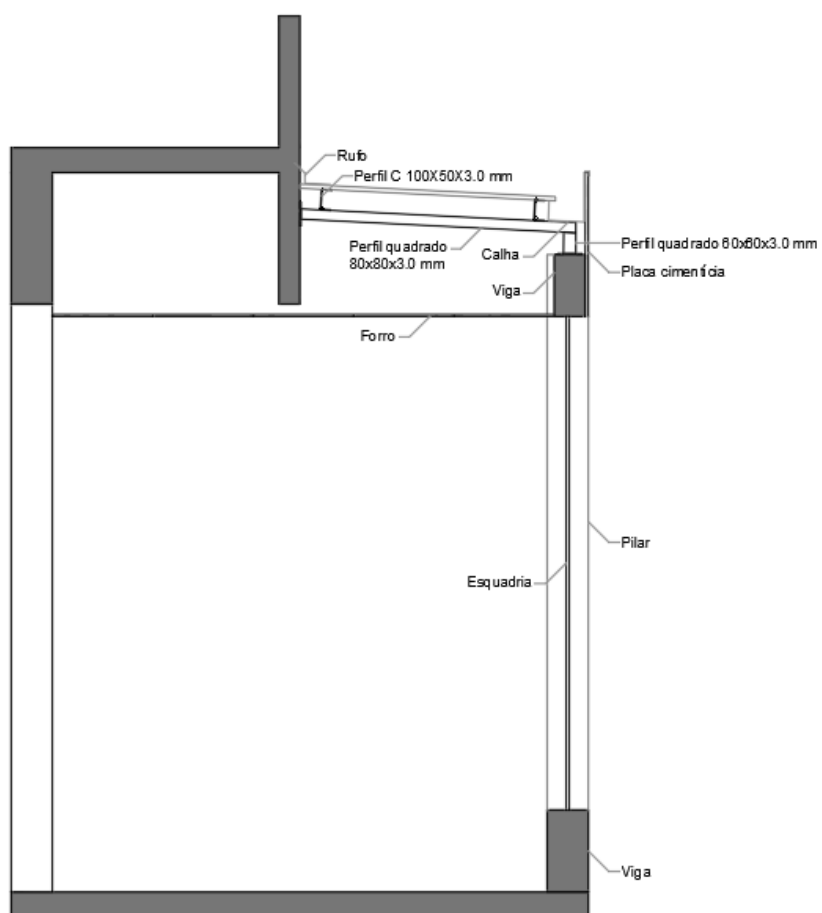 Rufo
Perfil C 100X50X3.0 mm
Perfil quadrado
80x80x3.0 mm
Calha
Perfil quadrado 60x60x3.0 mm
Placa cimentícia
Viga
Forro
Pilar
Esquadria
Viga